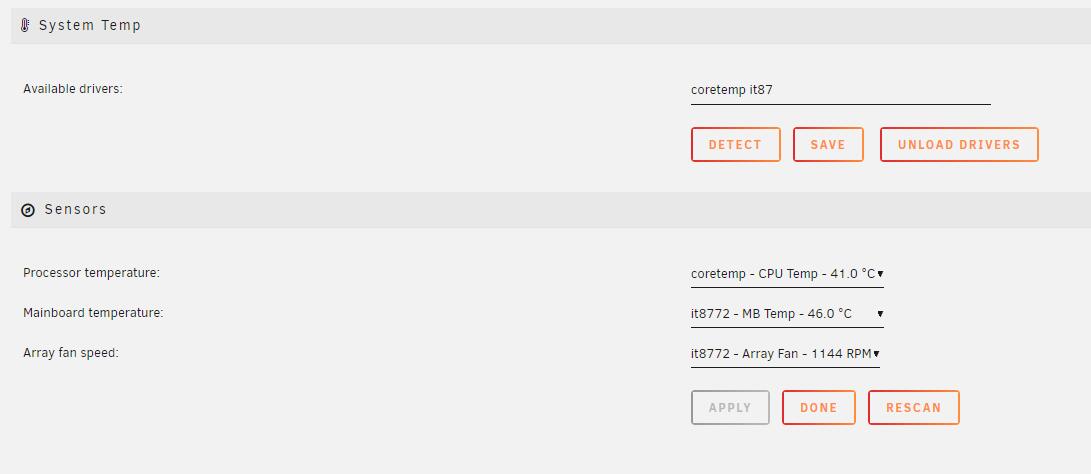 System Temp
Available drivers:
coretemp it87
DETECT SAVE UNLOAD DRIVERS
Sensors
Processor temperature:
coretemp - CPU Temp - 41.0 °C
Mainboard temperature:
it8772 - MB Temp - 46.0 °C
Array fan speed:
it8772 - Array Fan - 1144 RPM
APPLY DONE RESCAN